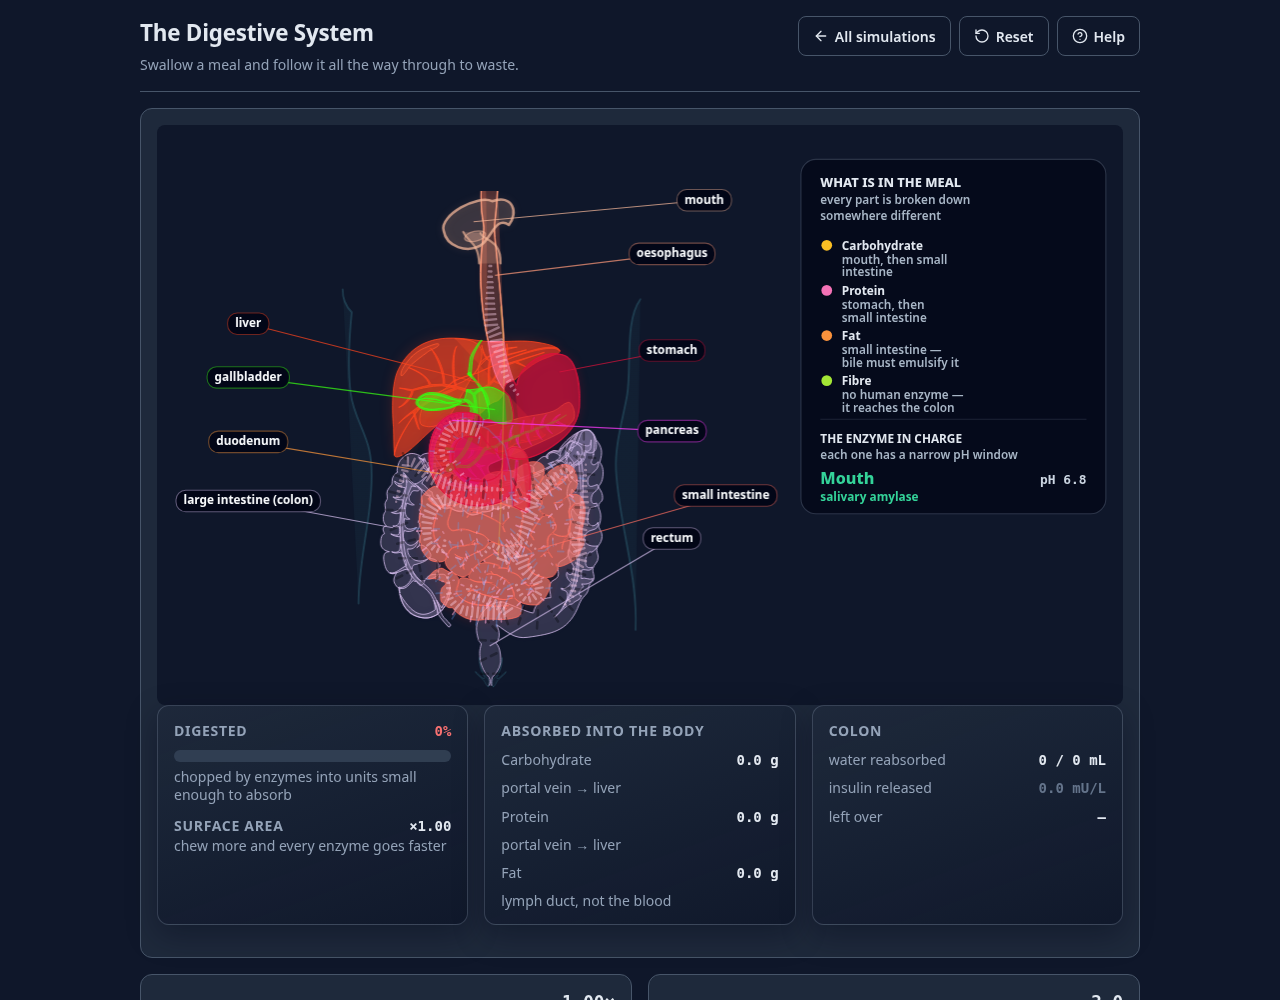 The Digestive System
Swallow a meal and follow it all the way through to waste.
All simulations
Reset
Help
mouth
oesophagus
liver
stomach
gallbladder
pancreas
duodenum
large intestine (colon)
small intestine
rectum
WHAT IS IN THE MEAL
every part is broken down
somewhere different
Carbohydrate
mouth, then small
intestine
Protein
stomach, then
small intestine
Fat
small intestine —
bile must emulsify it
Fibre
no human enzyme —
it reaches the colon
THE ENZYME IN CHARGE
each one has a narrow pH window
Mouth pH 6.8
salivary amylase
DIGESTED 0%
chopped by enzymes into units small
enough to absorb
SURFACE AREA ×1.00
chew more and every enzyme goes faster
ABSORBED INTO THE BODY
Carbohydrate 0.0 g
portal vein → liver
Protein 0.0 g
portal vein → liver
Fat 0.0 g
lymph duct, not the blood
COLON
water reabsorbed 0 / 0 mL
insulin released 0.0 mU/L
left over —